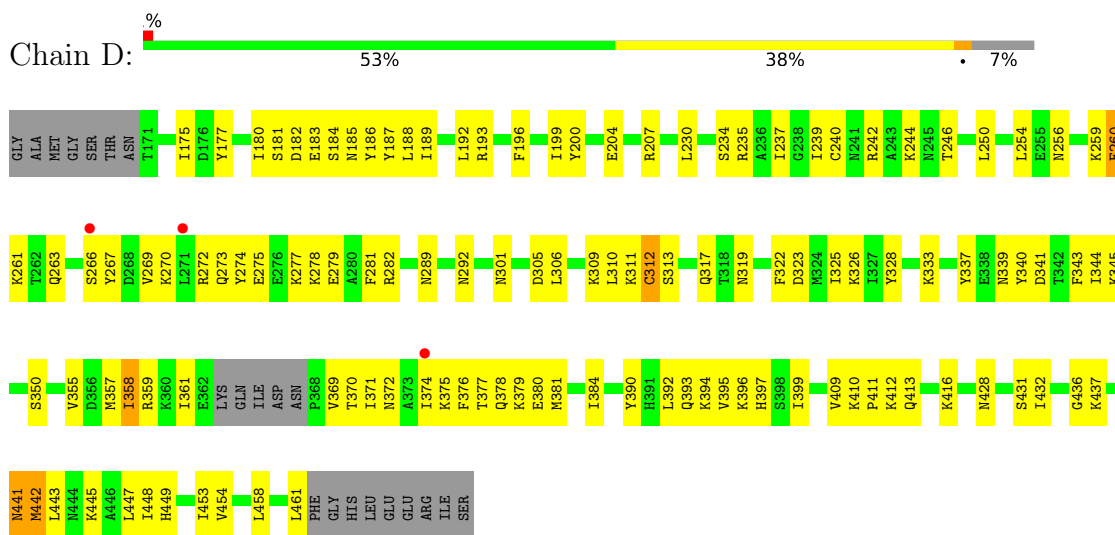 .%
Chain D:
53% 38% • 7%
GLY ALA MET GLY SER THR ASN T171 I175 D176 Y177 I180 S181 D182 E183 S184 N185 Y186 Y187 L188 I189 L192 R193 F196 I199 Y200 E204 R207 L230 S234 R235 A236 I237 G238 I239 C240 N241 R242 A243 K244 N245 T246 L250 L254 E255 N256 K259
K261 T262 Q263 S266 Y267 D268 V269 K270 L271 R272 Q273 Y274 E275 E276 K277 K278 E279 A280 F281 R282 N289 N292 N301 D305 L306 K309 L310 K311 C312 S313 Q317 T318 N319 F322 D323 M324 I325 K326 I327 Y328 K333 Y337 E338 N339 Y340 D341 T342 F343 I344 K345
S350 V355 D356 M357 I358 R359 K360 I361 E362 LYS GLN ILE ASP ASN P368 V369 T370 I371 N372 A373 I374 K375 F376 T377 Q378 K379 E380 M381 I384 Y390 H391 L392 Q393 K394 V395 K396 H397 S398 I399 V409 K410 P411 K412 Q413 K416 N428 S431 I432 G436 K437
N441 M442 L443 N444 K445 A446 L447 I448 H449 I453 V454 L458 L461 PHE GLY HIS LEU GLU GLU ARG ILE SER